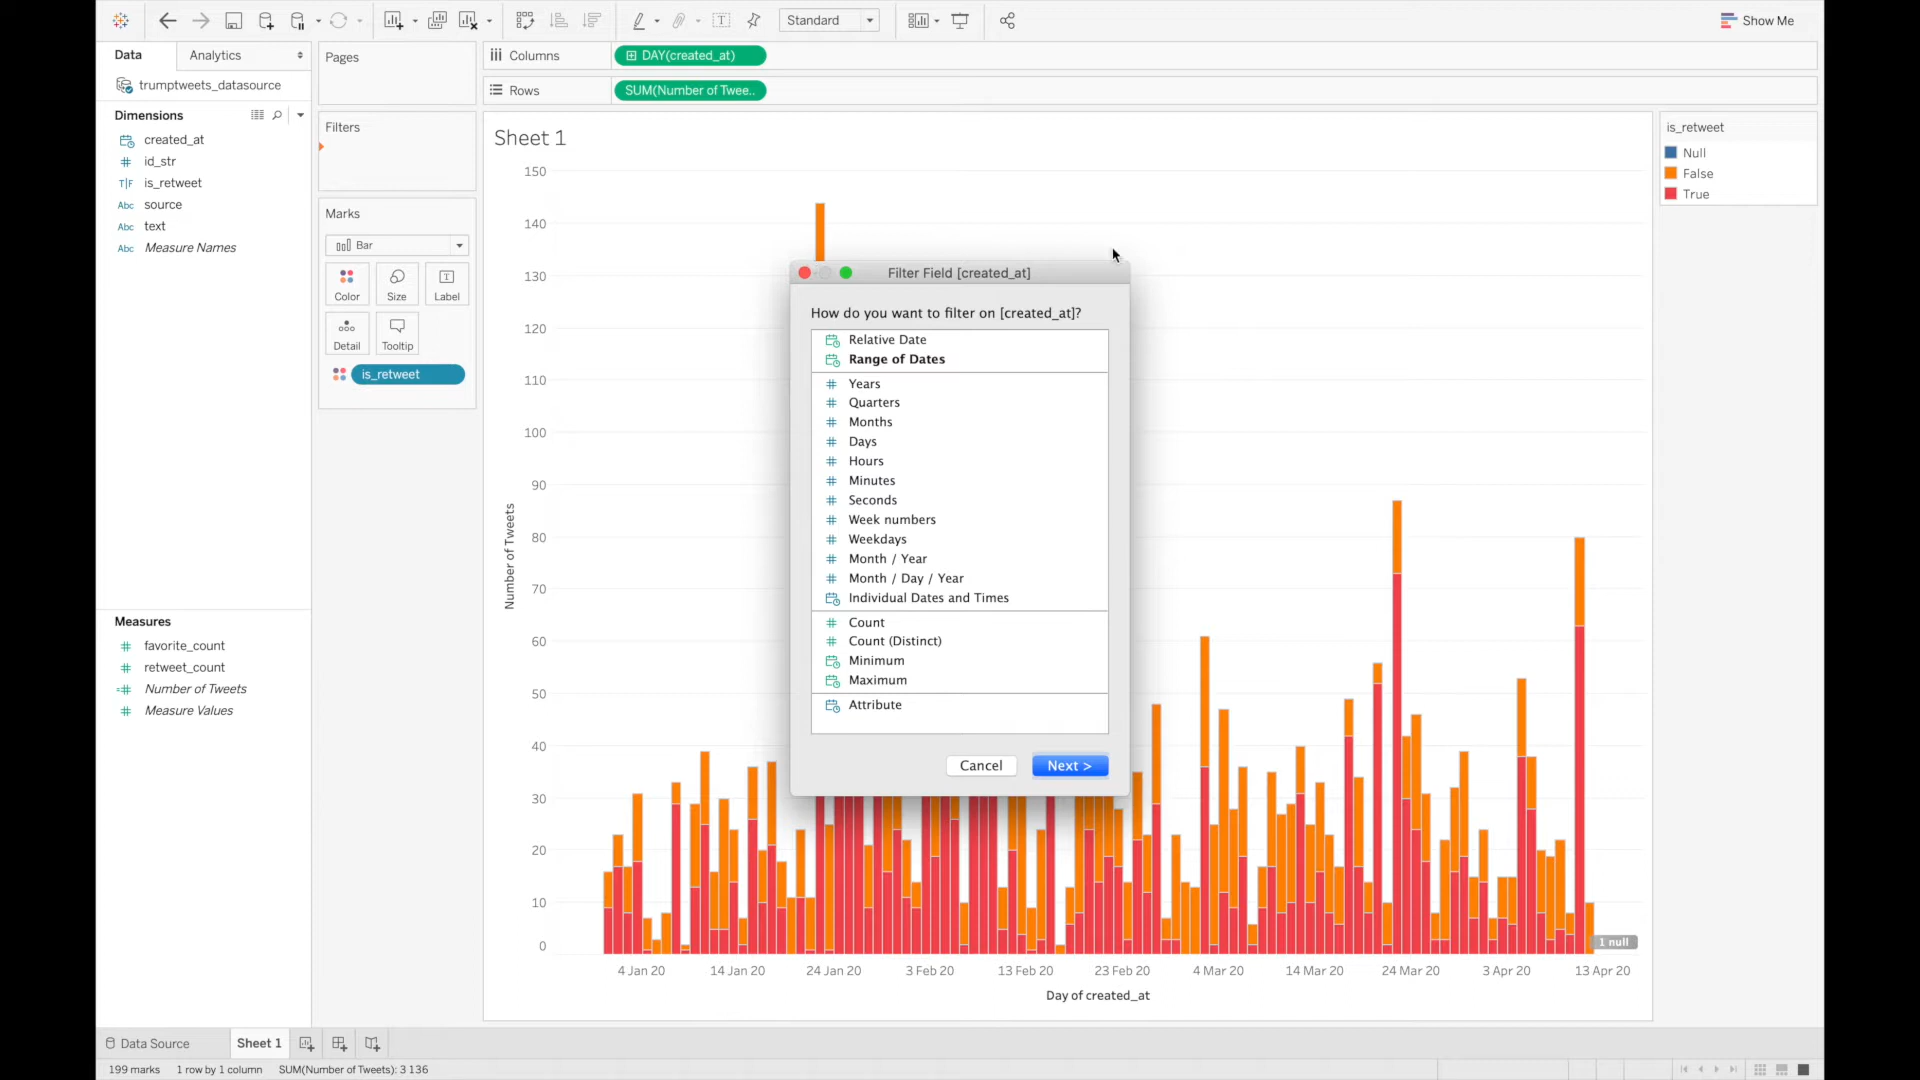 Standard
Show Me
Data
Analytics
Pages
Columns
DAY(created_at)
trumptweets_datasource
Rows
SUM(Number of Twee..
Dimensions
created_at
id_str
T|F is_retweet
Abc source
Abc text
Abc Measure Names
Filters
Marks
Bar
Color
Size
Label
Detail
Tooltip
is_retweet
Sheet 1
150
140
130
120
110
100
90
80
70
60
50
40
30
20
10
0
Number of Tweets
4 Jan 20
14 Jan 20
24 Jan 20
3 Feb 20
13 Feb 20
23 Feb 20
4 Mar 20
14 Mar 20
24 Mar 20
3 Apr 20
13 Apr 20
Day of created_at
1 null
Filter Field [created_at]
How do you want to filter on [created_at]?
Relative Date
Range of Dates
Years
Quarters
Months
Days
Hours
Minutes
Seconds
Week numbers
Weekdays
Month / Year
Month / Day / Year
Individual Dates and Times
Count
Count (Distinct)
Minimum
Maximum
Attribute
Cancel
Next >
is_retweet
Null
False
True
Measures
favorite_count
retweet_count
Number of Tweets
Measure Values
Data Source
Sheet 1
199 marks
1 row by 1 column
SUM(Number of Tweets): 3 136